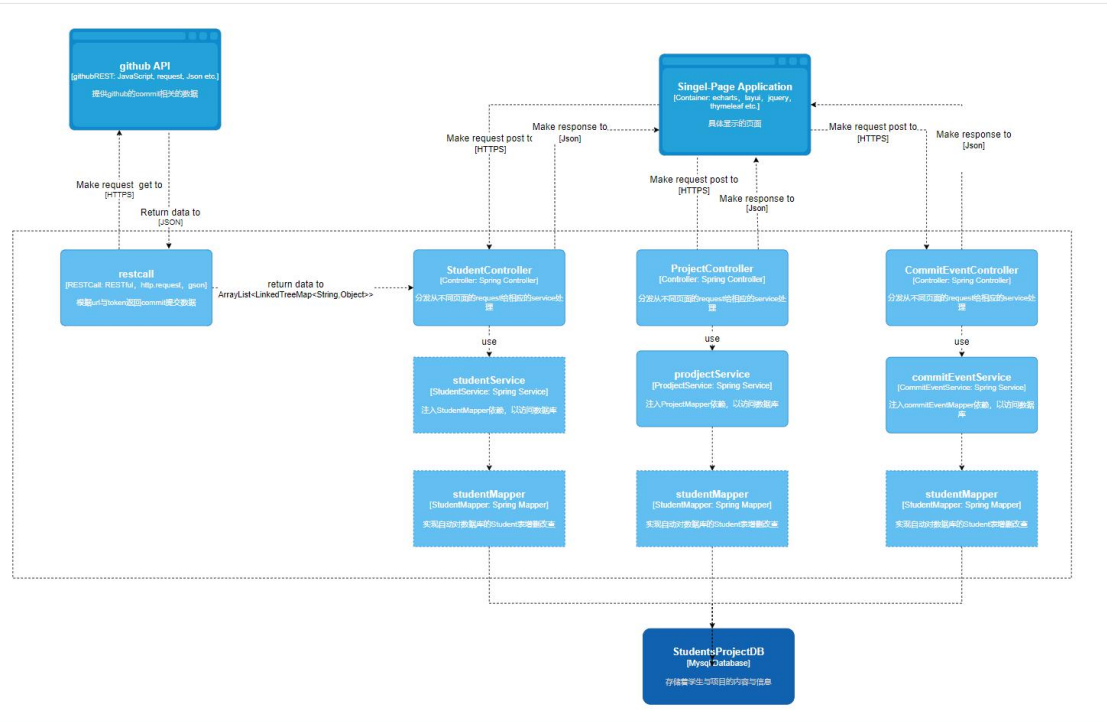 github API
[githubREST: JavaScript, request, Json etc.]
提供github的commit相关的数据
Singel-Page Application
[Container: echarts，layui，jquery，
thymeleaf etc.]
具体显示的页面
Make request post to
[HTTPS]
Make response to
[Json]
Make request post to
[HTTPS]
Make response to
[Json]
Make request post to
[HTTPS]
Make response to
[Json]
Make request get to
[HTTPS]
Return data to
[JSON]
restcall
[RESTCall: RESTful，http.request，gson]
根据url与token返回commit提交数据
return data to
ArrayList<LinkedTreeMap<String,Object>>
StudentController
[Controller: Spring Controller]
分发从不同页面的request给相应的service处
理
ProjectController
[Controller: Spring Controller]
分发从不同页面的request给相应的service处
理
CommitEventController
[Controller: Spring Controller]
分发从不同页面的request给相应的service处
理
use
use
use
studentService
[StudentService: Spring Service]
注入StudentMapper依赖，以访问数据库
prodjectService
[ProdjectService: Spring Service]
注入ProjectMapper依赖，以访问数据库
commitEventService
[CommitEventService: Spring Service]
注入commitEventMapper依赖，以访问数据
库
studentMapper
[StudentMapper: Spring Mapper]
实现自动对数据库的Student表增删改查
studentMapper
[StudentMapper: Spring Mapper]
实现自动对数据库的Student表增删改查
studentMapper
[StudentMapper: Spring Mapper]
实现自动对数据库的Student表增删改查
StudentsProjectDB
[Mysql Database]
存储着学生与项目的内容与信息